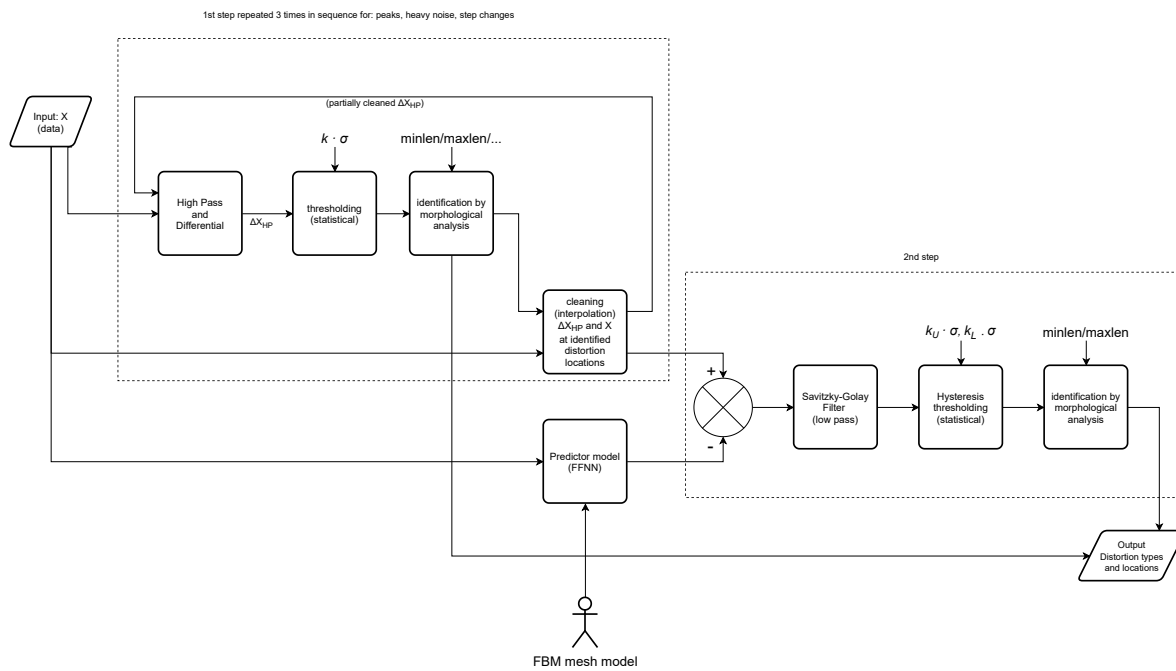 1st step repeated 3 times in sequence for: peaks, heavy noise, step changes
Input: X
(data)
(partially cleaned ΔX_HP)
k · σ
minlen/maxlen/...
High Pass
and
Differential
ΔX_HP
thresholding
(statistical)
identification by
morphological
analysis
cleaning
(interpolation)
ΔX_HP and X
at identified
distortion
locations
2nd step
k_U · σ, k_L . σ
minlen/maxlen
+
-
Savitzky-Golay
Filter
(low pass)
Hysteresis
thresholding
(statistical)
identification by
morphological
analysis
Predictor model
(FFNN)
Output
Distortion types
and locations
FBM mesh model